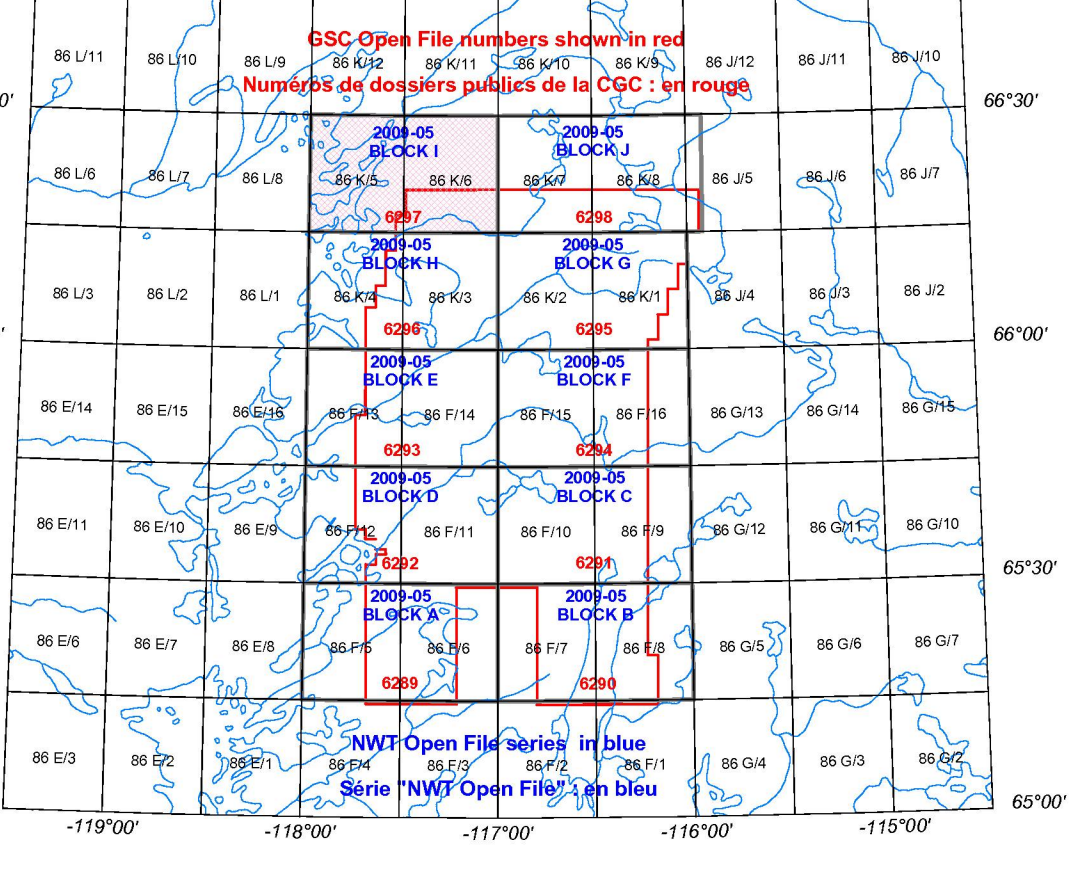 GSC Open File numbers shown in red
86 L/11 86 L/10 86 L/9 86 K/12 86 K/11 86 K/10 86 K/9 86 J/12 86 J/11 86 J/10
Numéros de dossiers publics de la CGC : en rouge
0' 66°30'
2009-05 2009-05
BLOCK I BLOCK J
86 L/6 86 L/7 86 L/8 86 K/5 86 K/6 86 K/7 86 K/8 86 J/5 86 J/6 86 J/7
6297 6298
2009-05 2009-05
BLOCK H BLOCK G
86 L/3 86 L/2 86 L/1 86 K/4 86 K/3 86 K/2 86 K/1 86 J/4 86 J/3 86 J/2
6296 6295
' 66°00'
2009-05 2009-05
BLOCK E BLOCK F
86 E/14 86 E/15 86 E/16 86 F/13 86 F/14 86 F/15 86 F/16 86 G/13 86 G/14 86 G/15
6293 6294
2009-05 2009-05
BLOCK D BLOCK C
86 E/11 86 E/10 86 E/9 86 F/12 86 F/11 86 F/10 86 F/9 86 G/12 86 G/11 86 G/10
6292 6291
65°30'
2009-05 2009-05
BLOCK A BLOCK B
86 E/6 86 E/7 86 E/8 86 F/5 86 F/6 86 F/7 86 F/8 86 G/5 86 G/6 86 G/7
6289 6290
NWT Open File series in blue
86 E/3 86 E/2 86 E/1 86 F/4 86 F/3 86 F/2 86 F/1 86 G/4 86 G/3 86 G/2
Série "NWT Open File" : en bleu
65°00'
-119°00' -118°00' -117°00' -116°00' -115°00'